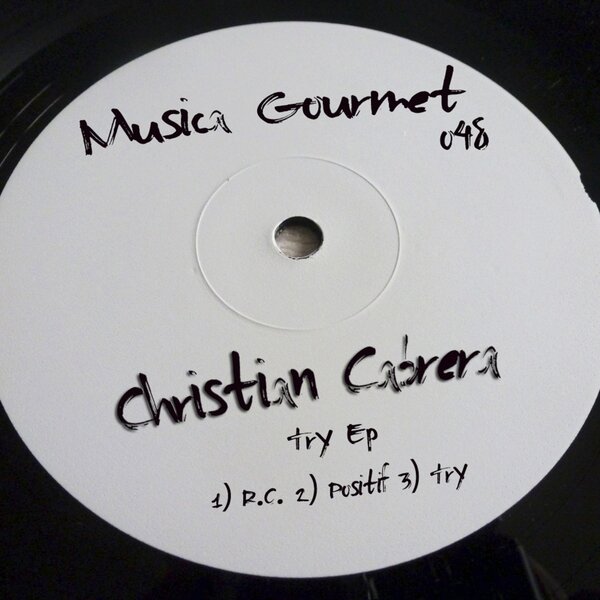 Musica Gourmet
048
Christian Cabrera
try Ep
1) R.C. 2) Positif 3) try